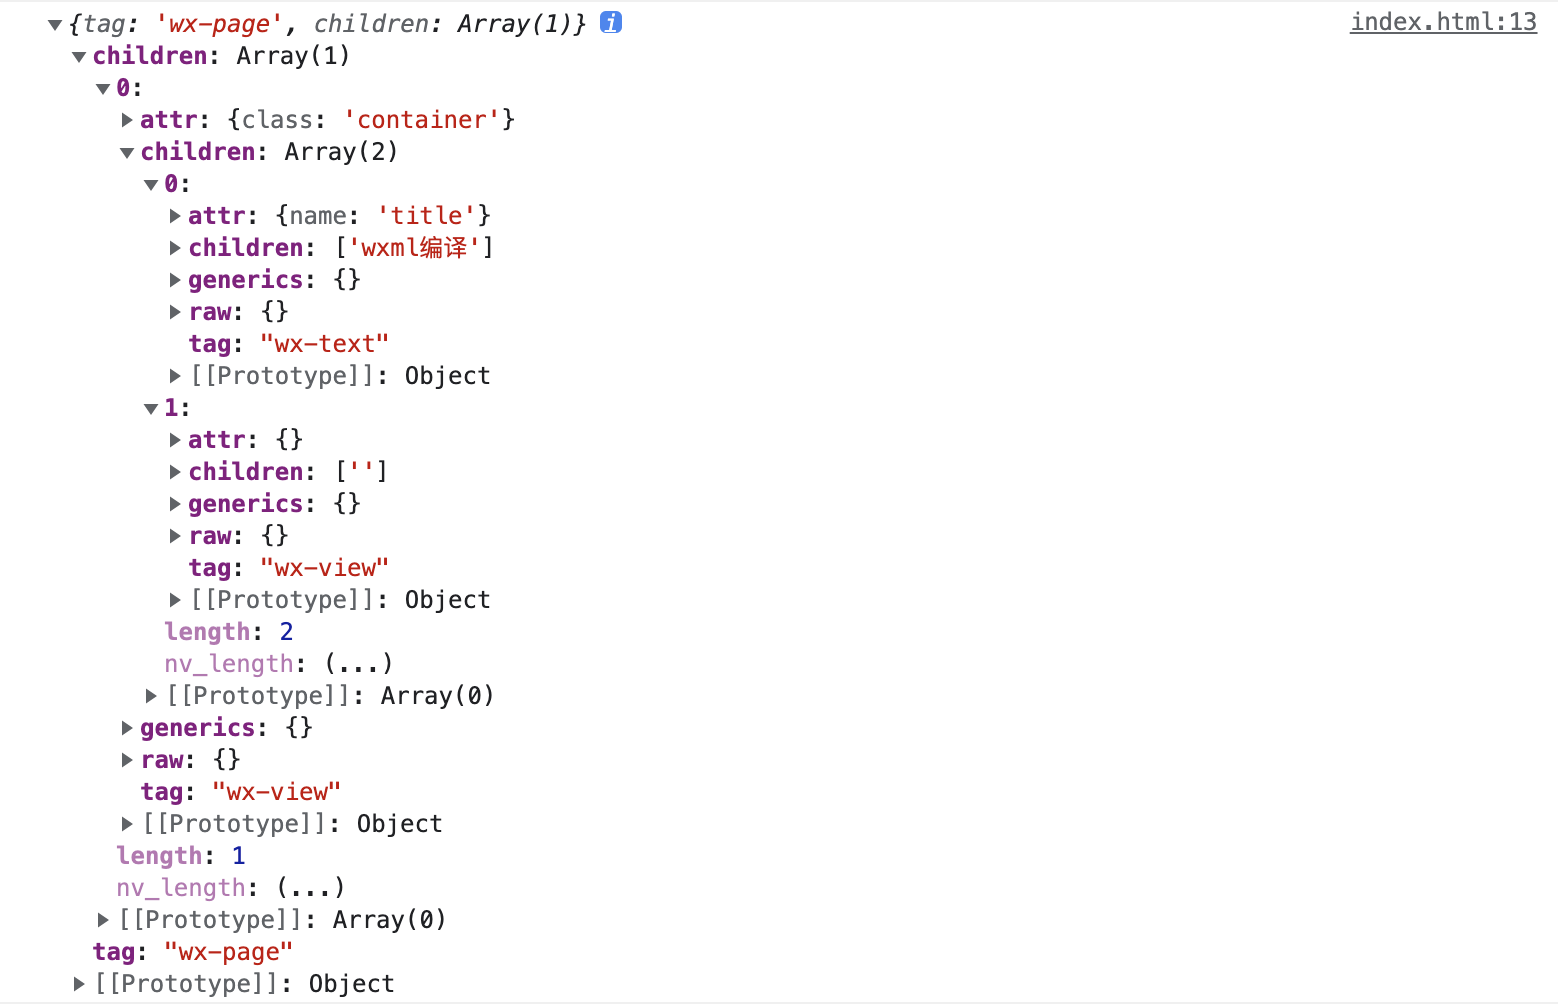 {tag: 'wx-page', children: Array(1)} i index.html:13
children: Array(1)
0:
attr: {class: 'container'}
children: Array(2)
0:
attr: {name: 'title'}
children: ['wxml编译']
generics: {}
raw: {}
tag: "wx-text"
[[Prototype]]: Object
1:
attr: {}
children: ['']
generics: {}
raw: {}
tag: "wx-view"
[[Prototype]]: Object
length: 2
nv_length: (...)
[[Prototype]]: Array(0)
generics: {}
raw: {}
tag: "wx-view"
[[Prototype]]: Object
length: 1
nv_length: (...)
[[Prototype]]: Array(0)
tag: "wx-page"
[[Prototype]]: Object